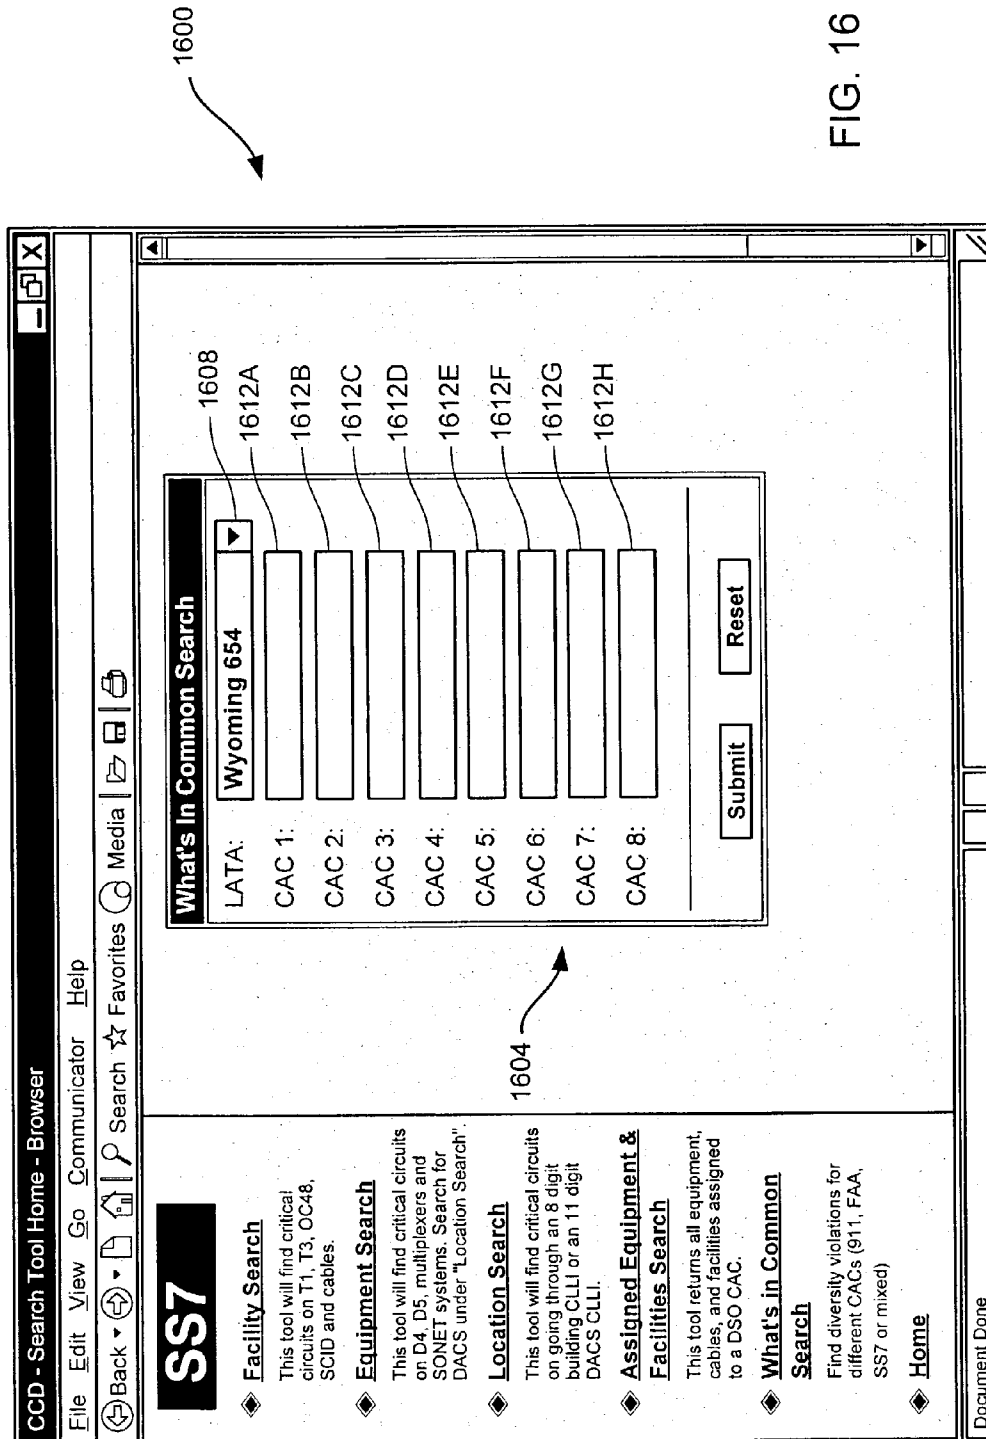 CCD - Search Tool Home - Browser
File Edit View Go Communicator Help
Back Search Favorites Media
SS7
Facility Search
This tool will find critical
circuits on T1, T3, OC48,
SCID and cables.
Equipment Search
This tool will find critical circuits
on D4, D5, multiplexers and
SONET systems. Search for
DACS under "Location Search".
Location Search
This tool will find critical circuits
on going through an 8 digit
building CLLI or an 11 digit
DACS CLLI.
Assigned Equipment &
Facilities Search
This tool returns all equipment,
cables, and facilities assigned
to a DSO CAC.
What's in Common
Search
Find diversity violations for
different CACs (911, FAA,
SS7 or mixed)
Home
What's In Common Search
LATA: Wyoming 654
CAC 1:
CAC 2:
CAC 3:
CAC 4:
CAC 5:
CAC 6:
CAC 7:
CAC 8:
Submit Reset
1604
1608
1612A
1612B
1612C
1612D
1612E
1612F
1612G
1612H
Document Done
1600
FIG. 16